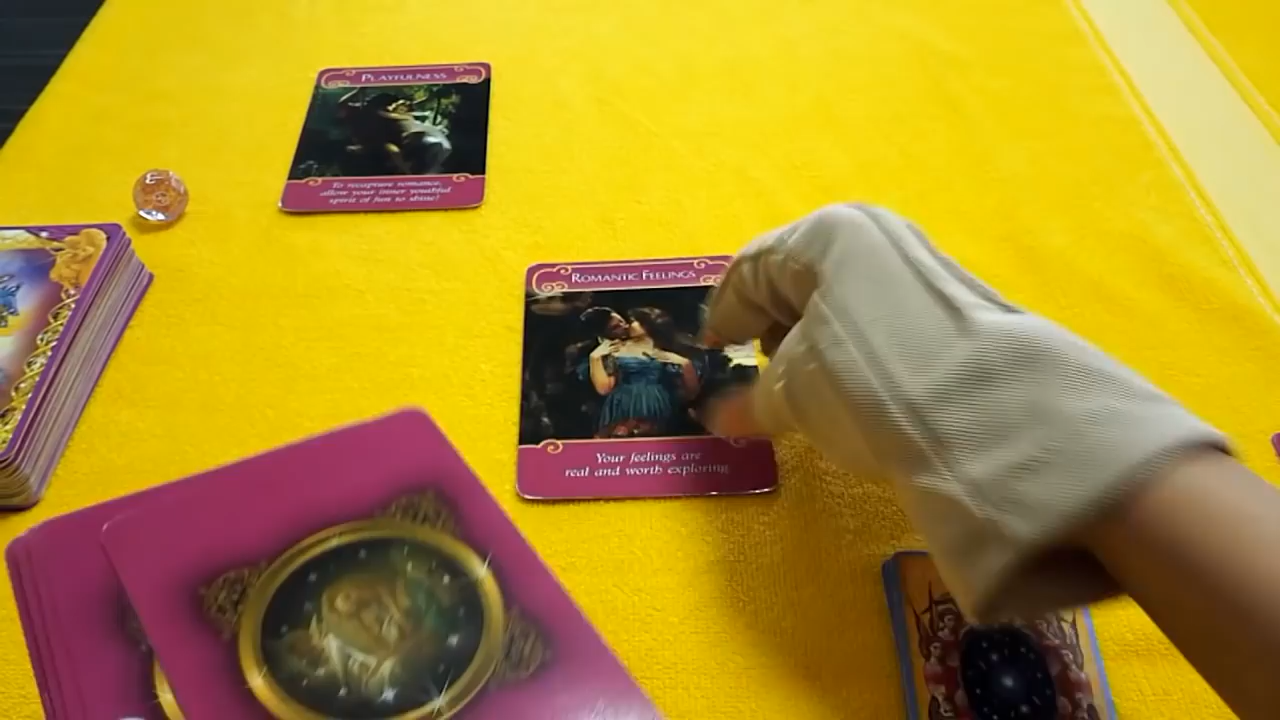 PLAYFULNESS
To recapture romance,
allow your inner youthful
spirit of fun to shine!
ROMANTIC FEELINGS
Your feelings are
real and worth exploring